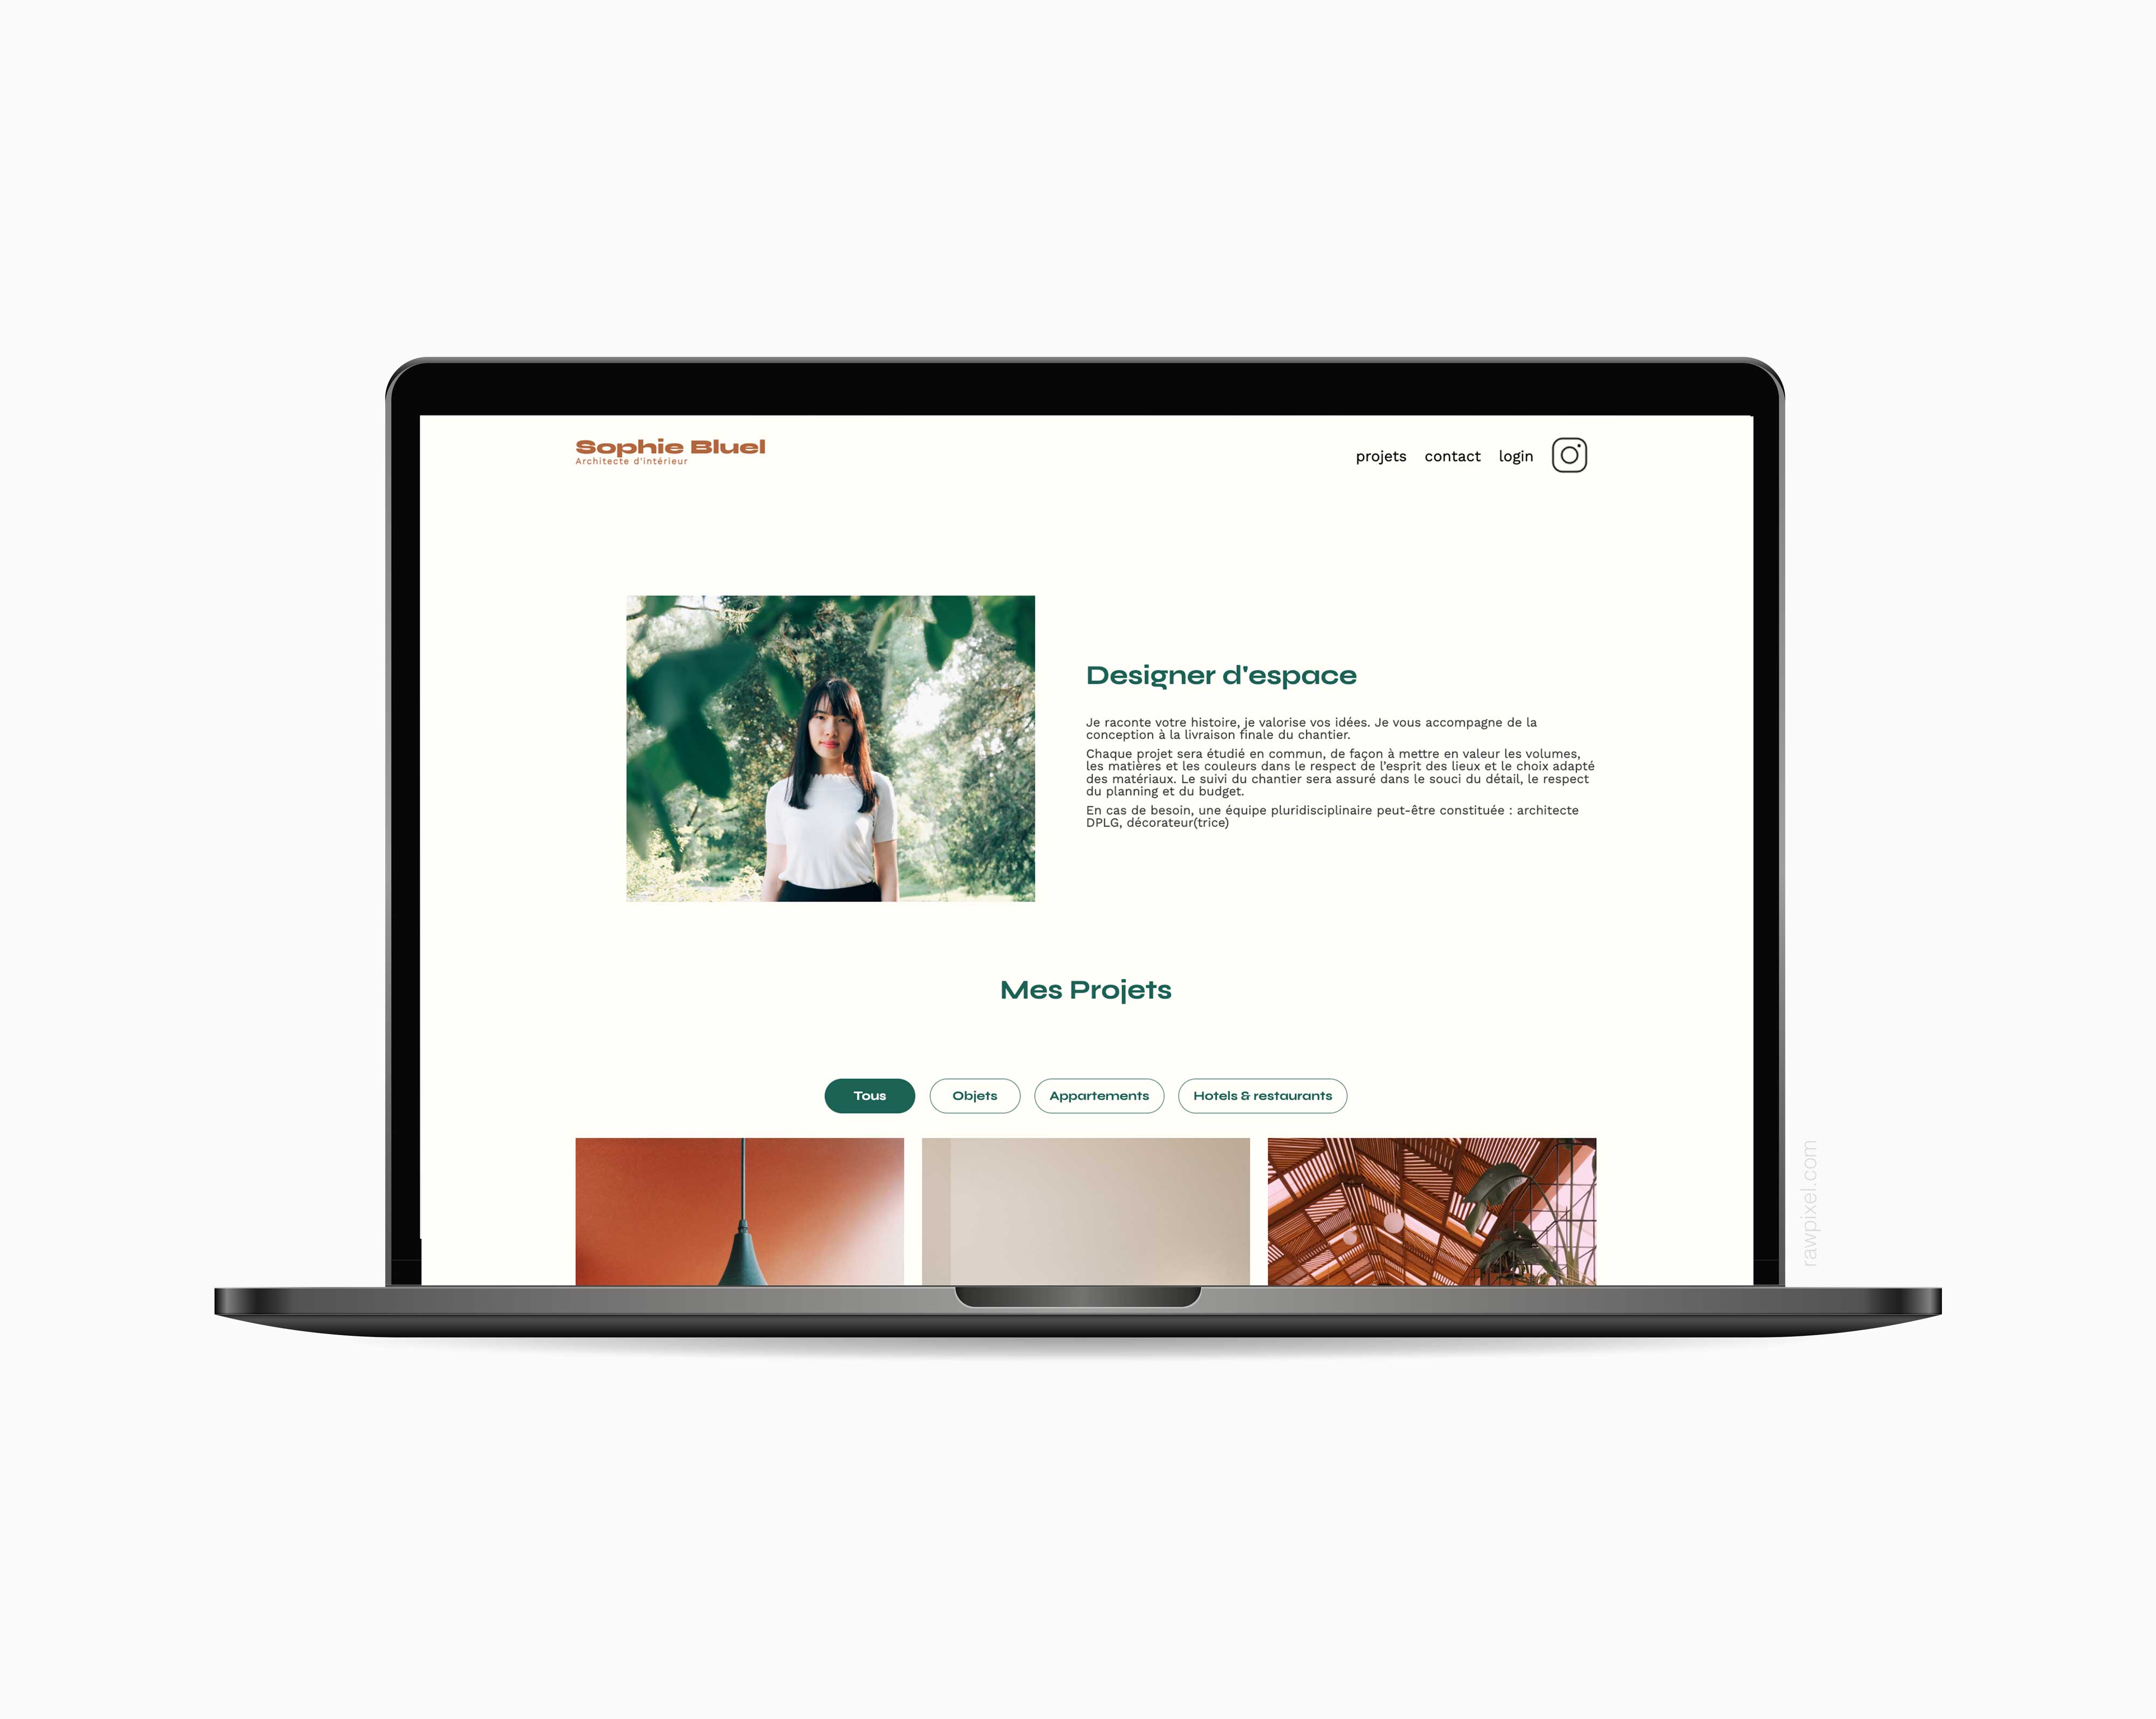 Sophie Bluel
Architecte d'intérieur
projets contact login
Designer d'espace
Je raconte votre histoire, je valorise vos idées. Je vous accompagne de la
conception à la livraison finale du chantier.
Chaque projet sera étudié en commun, de façon à mettre en valeur les volumes,
les matières et les couleurs dans le respect de l'esprit des lieux et le choix adapté
des matériaux. Le suivi du chantier sera assuré dans le souci du détail, le respect
du planning et du budget.
En cas de besoin, une équipe pluridisciplinaire peut-être constituée : architecte
DPLG, décorateur(trice)
Mes Projets
Tous Objets Appartements Hotels & restaurants
rawpixel.com